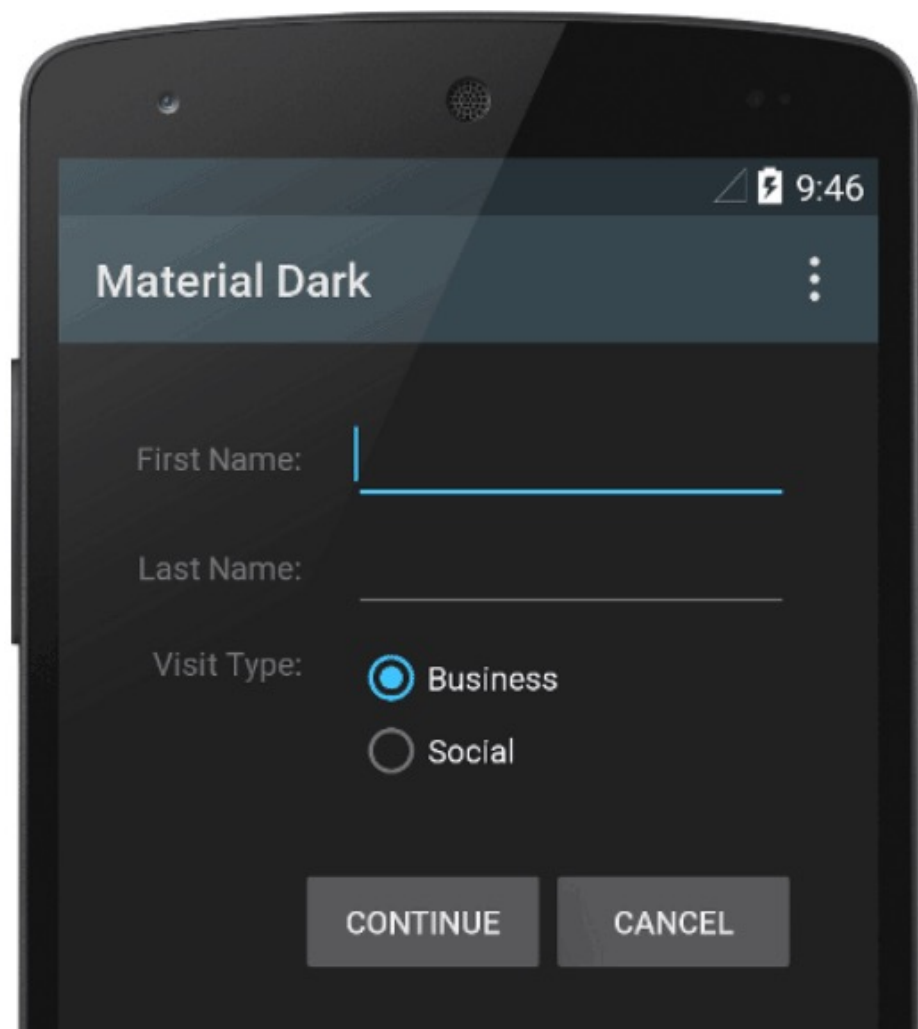 9:46
Material Dark
First Name:
Last Name:
Visit Type:
Business
Social
CONTINUE CANCEL